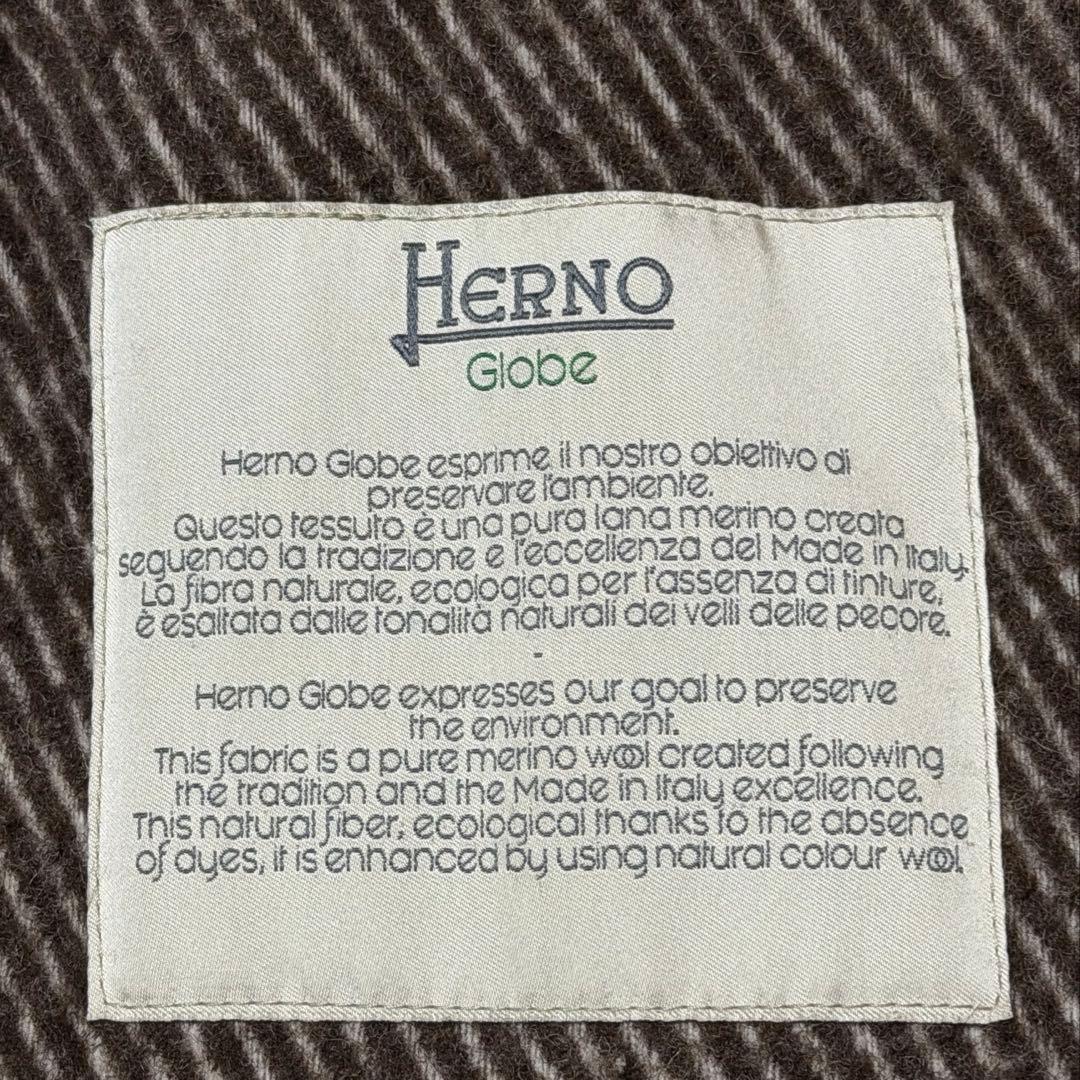 HERNO
Globe
Herno Globe esprime il nostro obiettivo di
preservare l'ambiente.
Questo tessuto è una pura lana merino creata
seguendo la tradizione e l'eccellenza del Made in Italy.
La fibra naturale, ecologica per l'assenza di tinture,
è esaltata dalle tonalità naturali dei velli delle pecore.
-
Herno Globe expresses our goal to preserve
the environment.
This fabric is a pure merino wool created following
the tradition and the Made in Italy excellence.
This natural fiber, ecological thanks to the absence
of dyes, it is enhanced by using natural colour wool.